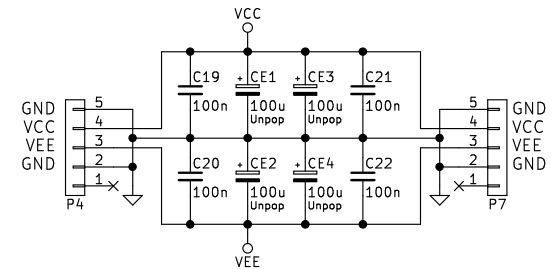 VCC
C19
CE1
CE3
C21
100n
100u
100u
100n
Unpop
Unpop
GND
5
VCC
4
VEE
3
GND
2
1
P4
5
GND
4
VCC
3
VEE
2
GND
1
P7
C20
CE2
CE4
C22
100n
100u
100u
100n
Unpop
Unpop
VEE
+
+
+
+